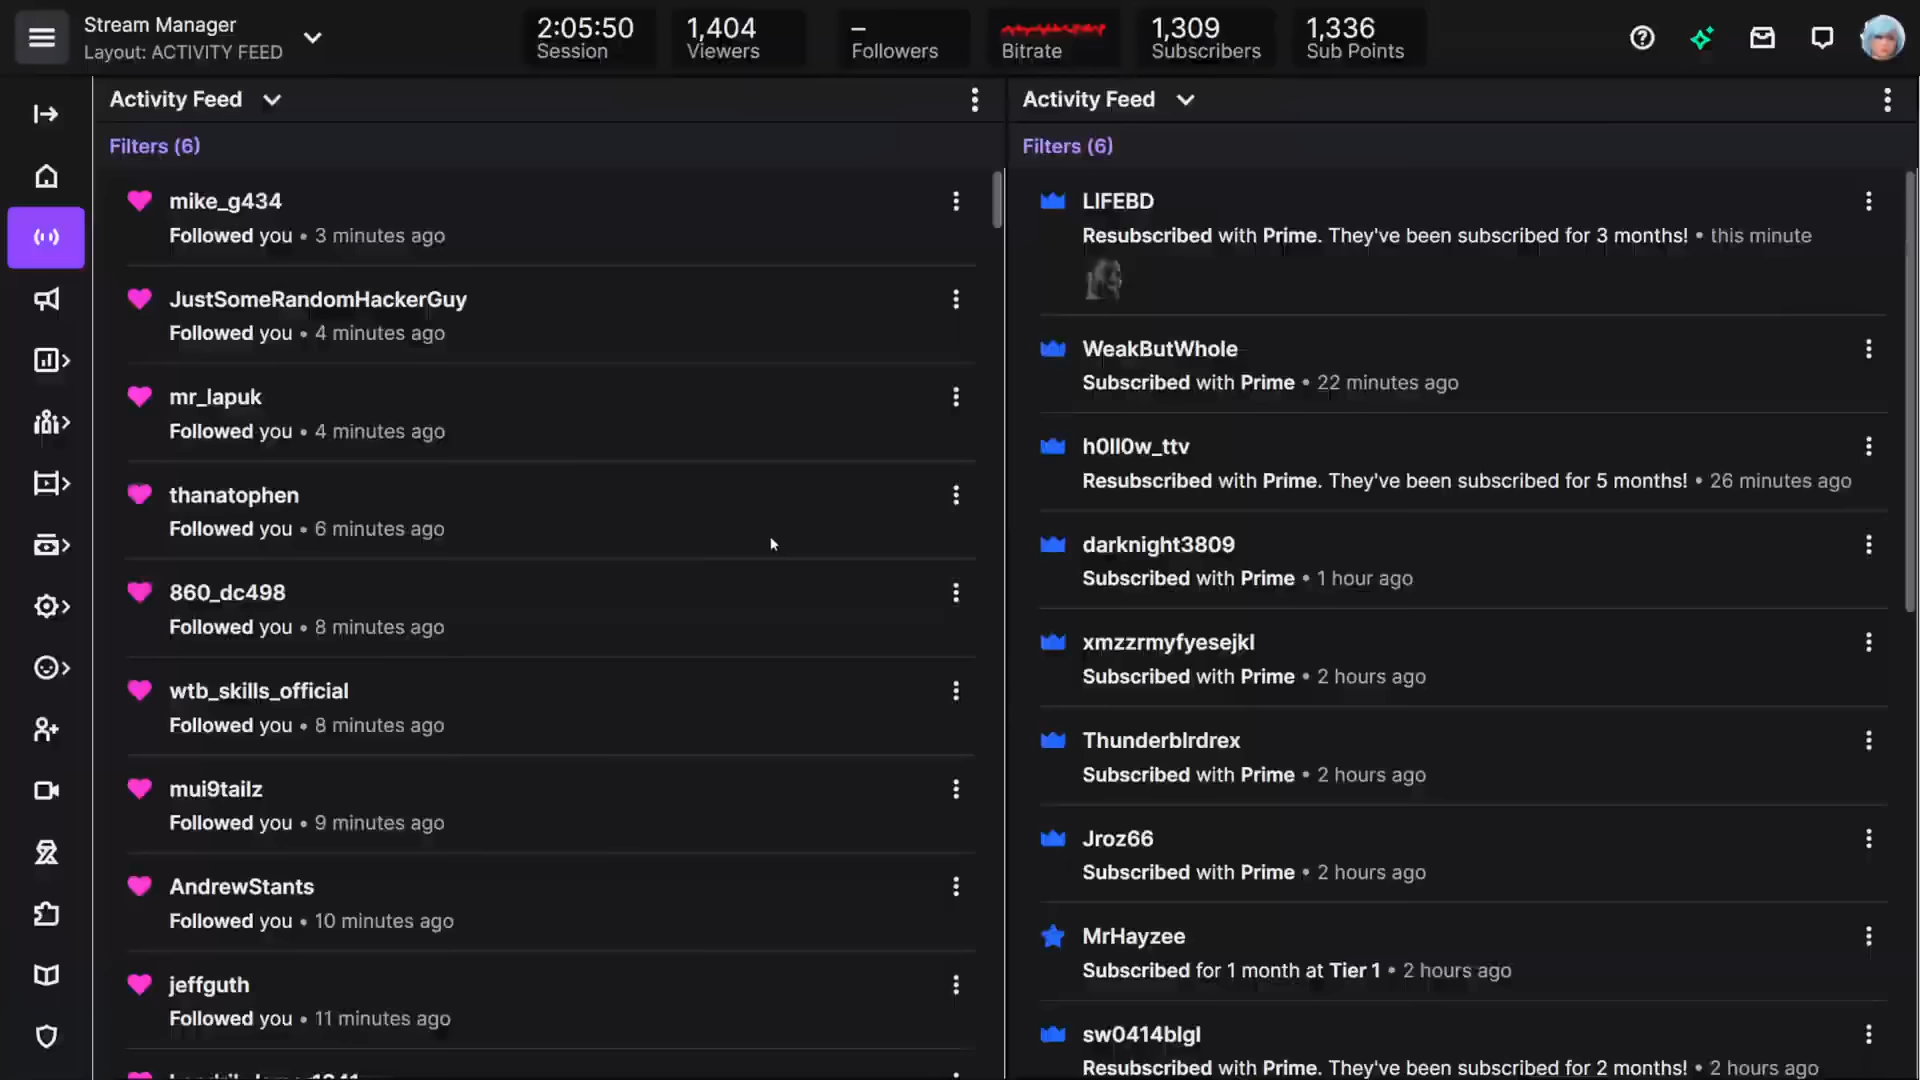 Stream Manager
Layout: ACTIVITY FEED
2:05:50
Session
1,404
Viewers
–
Followers
Bitrate
1,309
Subscribers
1,336
Sub Points
Activity Feed
Filters (6)
mike_g434
Followed you • 3 minutes ago
JustSomeRandomHackerGuy
Followed you • 4 minutes ago
mr_lapuk
Followed you • 4 minutes ago
thanatophen
Followed you • 6 minutes ago
860_dc498
Followed you • 8 minutes ago
wtb_skills_official
Followed you • 8 minutes ago
mui9tailz
Followed you • 9 minutes ago
AndrewStants
Followed you • 10 minutes ago
jeffguth
Followed you • 11 minutes ago
Activity Feed
Filters (6)
LIFEBD
Resubscribed with Prime. They've been subscribed for 3 months! • this minute
WeakButWhole
Subscribed with Prime • 22 minutes ago
h0ll0w_ttv
Resubscribed with Prime. They've been subscribed for 5 months! • 26 minutes ago
darknight3809
Subscribed with Prime • 1 hour ago
xmzzrmyfyesejkl
Subscribed with Prime • 2 hours ago
Thunderblrdrex
Subscribed with Prime • 2 hours ago
Jroz66
Subscribed with Prime • 2 hours ago
MrHayzee
Subscribed for 1 month at Tier 1 • 2 hours ago
sw0414blgl
Resubscribed with Prime. They've been subscribed for 2 months! • 2 hours ago